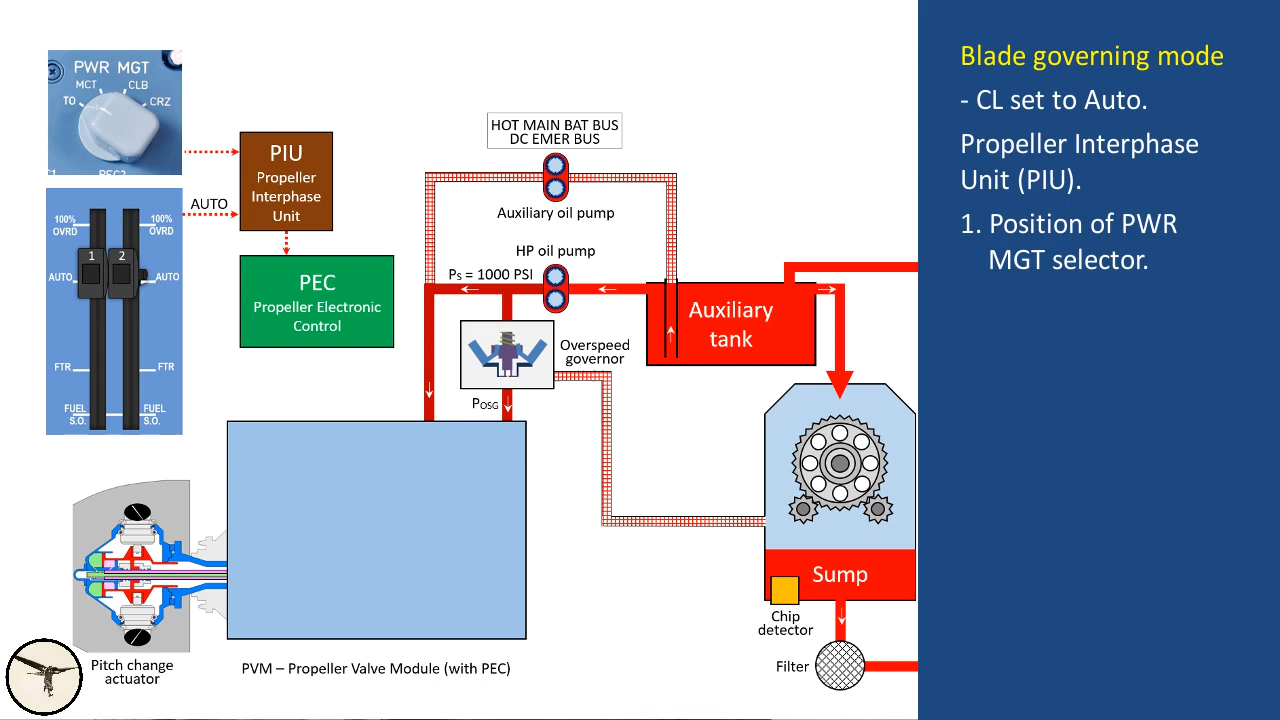 PWR MGT
MCT
CLB
TO
CRZ
100%
OVRD
100%
OVRD
1
2
AUTO
AUTO
FTR
FTR
FUEL
S.O.
FUEL
S.O.
AUTO
PIU
Propeller
Interphase
Unit
PEC
Propeller Electronic
Control
HOT MAIN BAT BUS
DC EMER BUS
Auxiliary oil pump
HP oil pump
PS = 1000 PSI
Auxiliary
tank
Overspeed
governor
POSG
Sump
Chip
detector
Filter
Pitch change
actuator
PVM – Propeller Valve Module (with PEC)
Blade governing mode
- CL set to Auto.
Propeller Interphase
Unit (PIU).
1. Position of PWR
MGT selector.